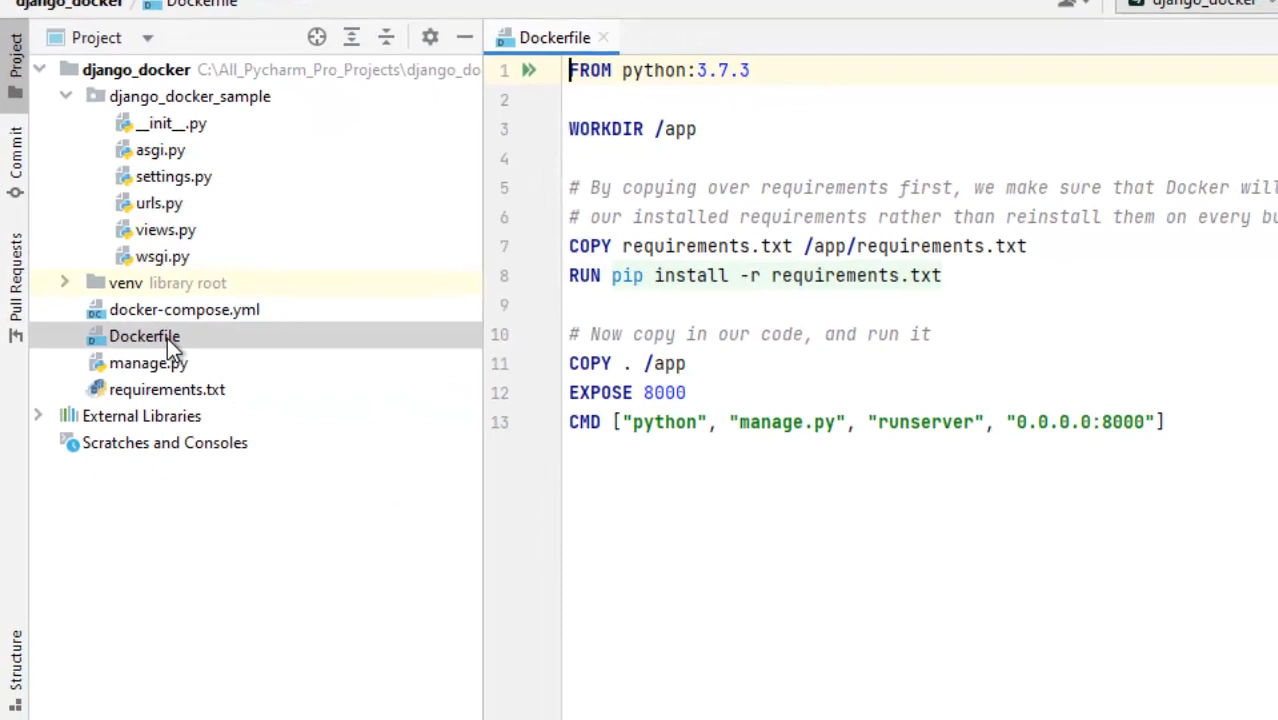 django_docker
Dockerfile
django_docker
Project
Dockerfile
Project
Commit
Pull Requests
Structure
django_docker C:\All_Pycharm_Pro_Projects\django_do
django_docker_sample
__init__.py
asgi.py
settings.py
urls.py
views.py
wsgi.py
venv library root
docker-compose.yml
Dockerfile
manage.py
requirements.txt
External Libraries
Scratches and Consoles
1 FROM python:3.7.3
2
3 WORKDIR /app
4
5 # By copying over requirements first, we make sure that Docker will
6 # our installed requirements rather than reinstall them on every bu
7 COPY requirements.txt /app/requirements.txt
8 RUN pip install -r requirements.txt
9
10 # Now copy in our code, and run it
11 COPY . /app
12 EXPOSE 8000
13 CMD ["python", "manage.py", "runserver", "0.0.0.0:8000"]